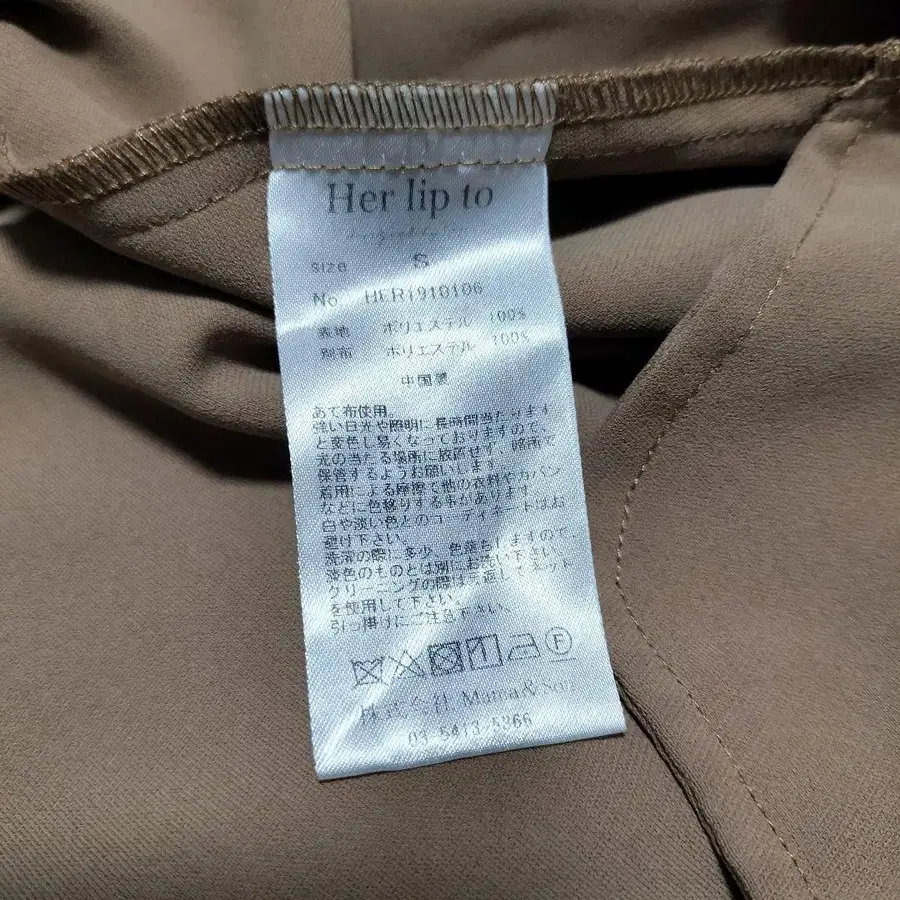 Her lip to
size S
No. HER1910106
表地 ポリエステル 100%
別布 ポリエステル 100%
中国製
あて布使用。
強い日光や照明に長時間当たります
と変色し易くなっておりますので、
光の当たる場所に放置せず、暗所で
保管するようお願いします。
着用による摩擦で他の衣料やカバン
などに色移りする事があります。
白や淡い色とのコーディネートはお
避け下さい。
洗濯の際に多少、色落ちしますので、
淡色のものとは別にお洗い下さい。
クリーニングの際は裏返してネット
を使用して下さい。
引っ掛けにご注意下さい。
F
株式会社 Mama&Son
03-5413-5366